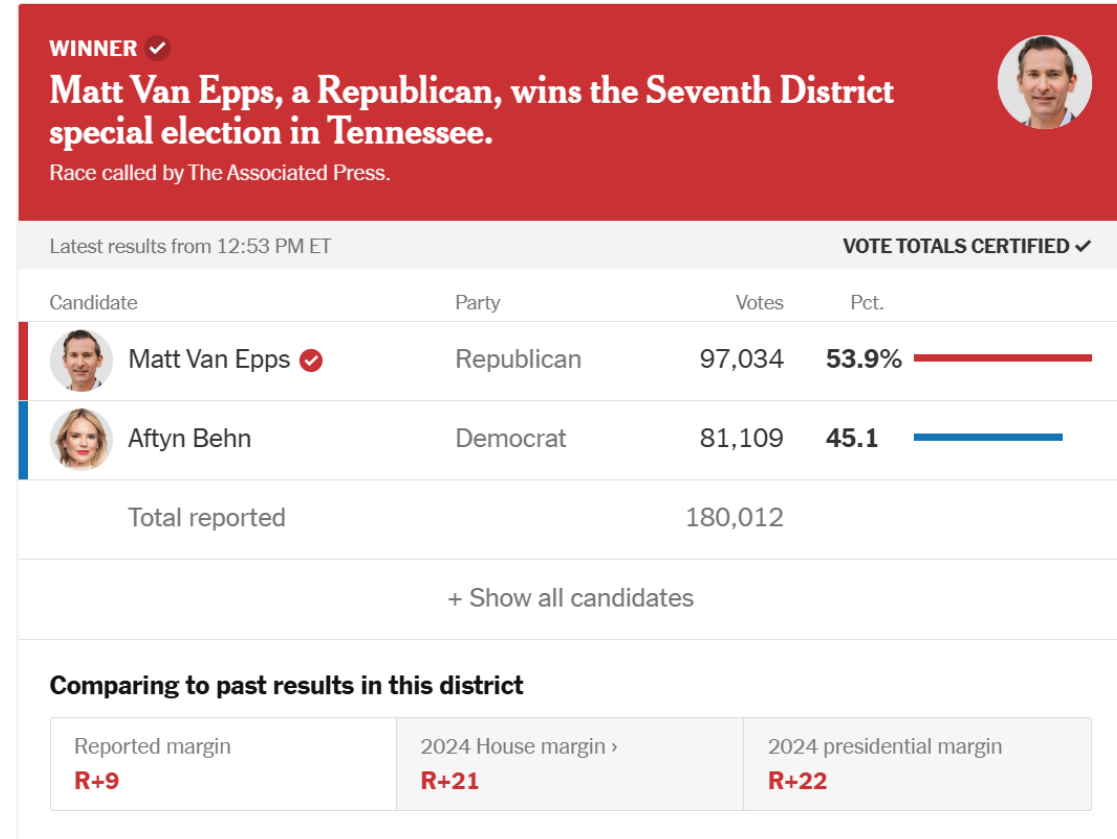 WINNER
Matt Van Epps, a Republican, wins the Seventh District
special election in Tennessee.
Race called by The Associated Press.
Latest results from 12:53 PM ET VOTE TOTALS CERTIFIED ✓
Candidate Party Votes Pct.
Matt Van Epps Republican 97,034 53.9%
Aftyn Behn Democrat 81,109 45.1
Total reported 180,012
+ Show all candidates
Comparing to past results in this district
Reported margin 2024 House margin › 2024 presidential margin
R+9 R+21 R+22